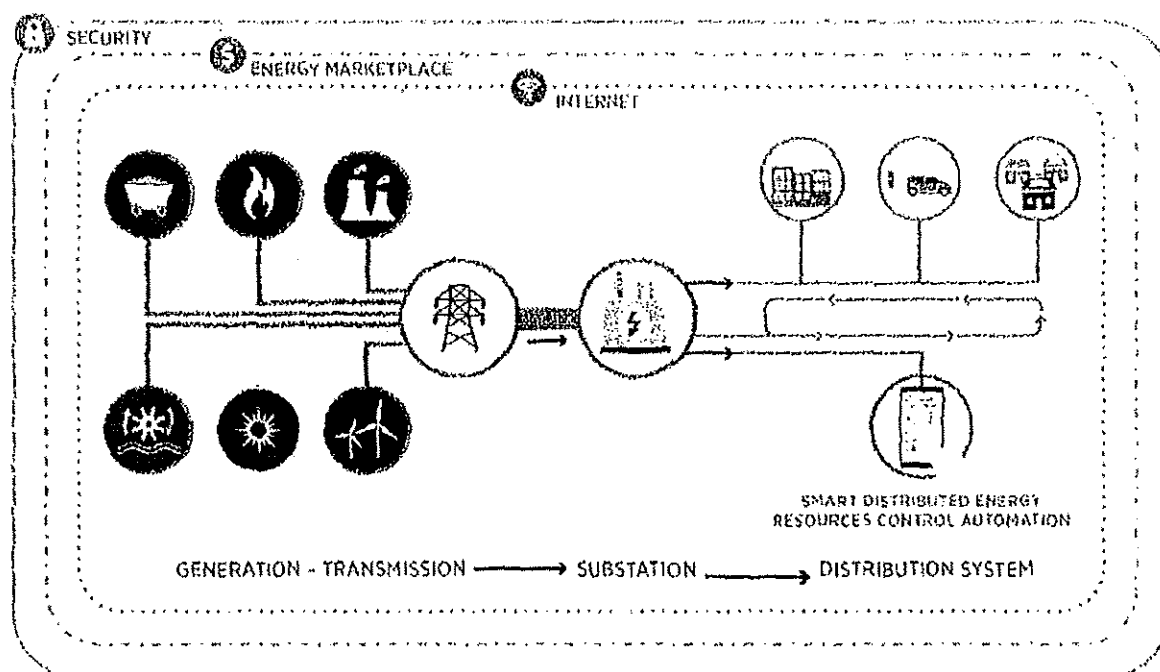 SECURITY
ENERGY MARKETPLACE
INTERNET
SMART DISTRIBUTED ENERGY
RESOURCES CONTROL AUTOMATION
GENERATION - TRANSMISSION
SUBSTATION
DISTRIBUTION SYSTEM